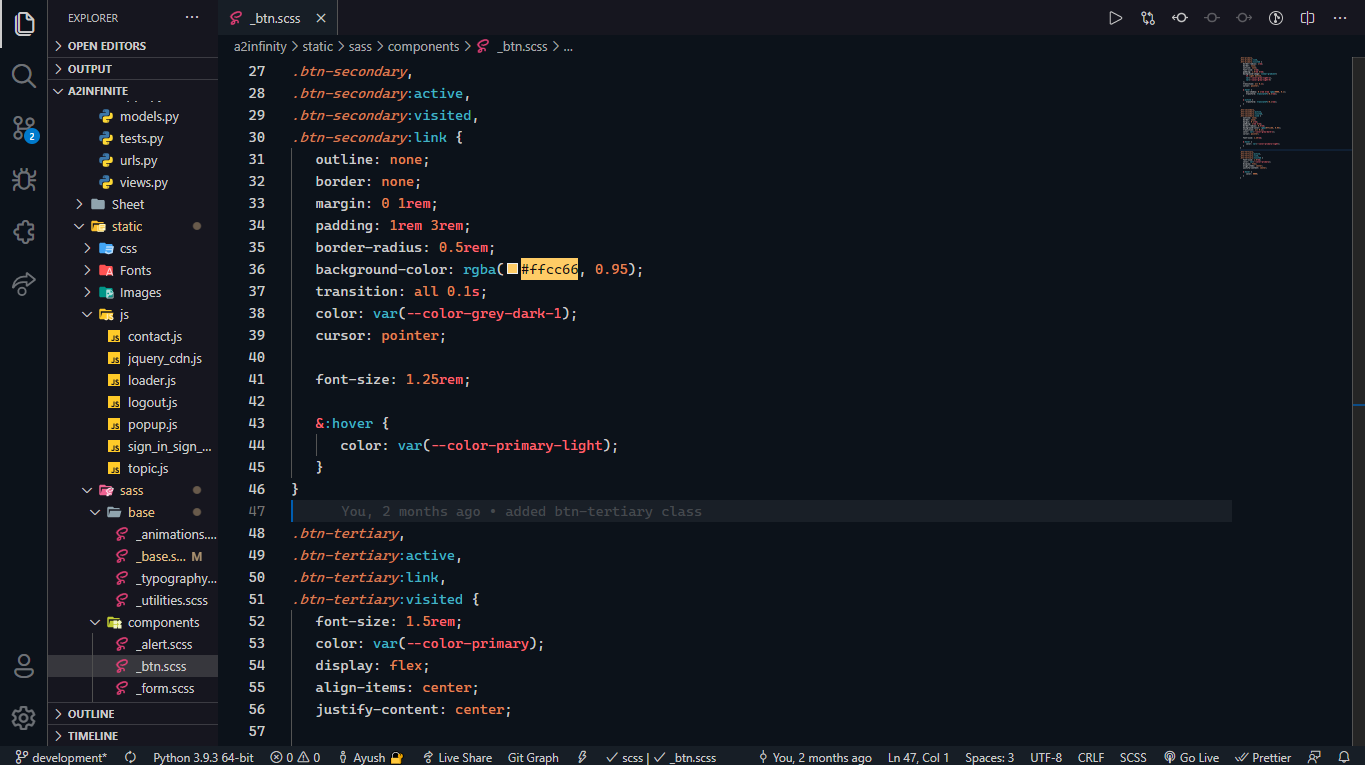 EXPLORER
_btn.scss
OPEN EDITORS
OUTPUT
A2INFINITE
models.py
tests.py
urls.py
views.py
Sheet
static
css
Fonts
Images
js
contact.js
jquery_cdn.js
loader.js
logout.js
popup.js
sign_in_sign_...
topic.js
sass
base
_animations....
_base.s... M
_typography...
_utilities.scss
components
_alert.scss
_btn.scss
_form.scss
OUTLINE
TIMELINE
2
a2infinity > static > sass > components > _btn.scss > ...
27 .btn-secondary,
28 .btn-secondary:active,
29 .btn-secondary:visited,
30 .btn-secondary:link {
31 outline: none;
32 border: none;
33 margin: 0 1rem;
34 padding: 1rem 3rem;
35 border-radius: 0.5rem;
36 background-color: rgba(#ffcc66, 0.95);
37 transition: all 0.1s;
38 color: var(--color-grey-dark-1);
39 cursor: pointer;
40
41 font-size: 1.25rem;
42
43 &:hover {
44 color: var(--color-primary-light);
45 }
46 }
47 You, 2 months ago • added btn-tertiary class
48 .btn-tertiary,
49 .btn-tertiary:active,
50 .btn-tertiary:link,
51 .btn-tertiary:visited {
52 font-size: 1.5rem;
53 color: var(--color-primary);
54 display: flex;
55 align-items: center;
56 justify-content: center;
57
development* Python 3.9.3 64-bit 0 0 Ayush Live Share Git Graph scss | _btn.scss You, 2 months ago Ln 47, Col 1 Spaces: 3 UTF-8 CRLF SCSS Go Live Prettier